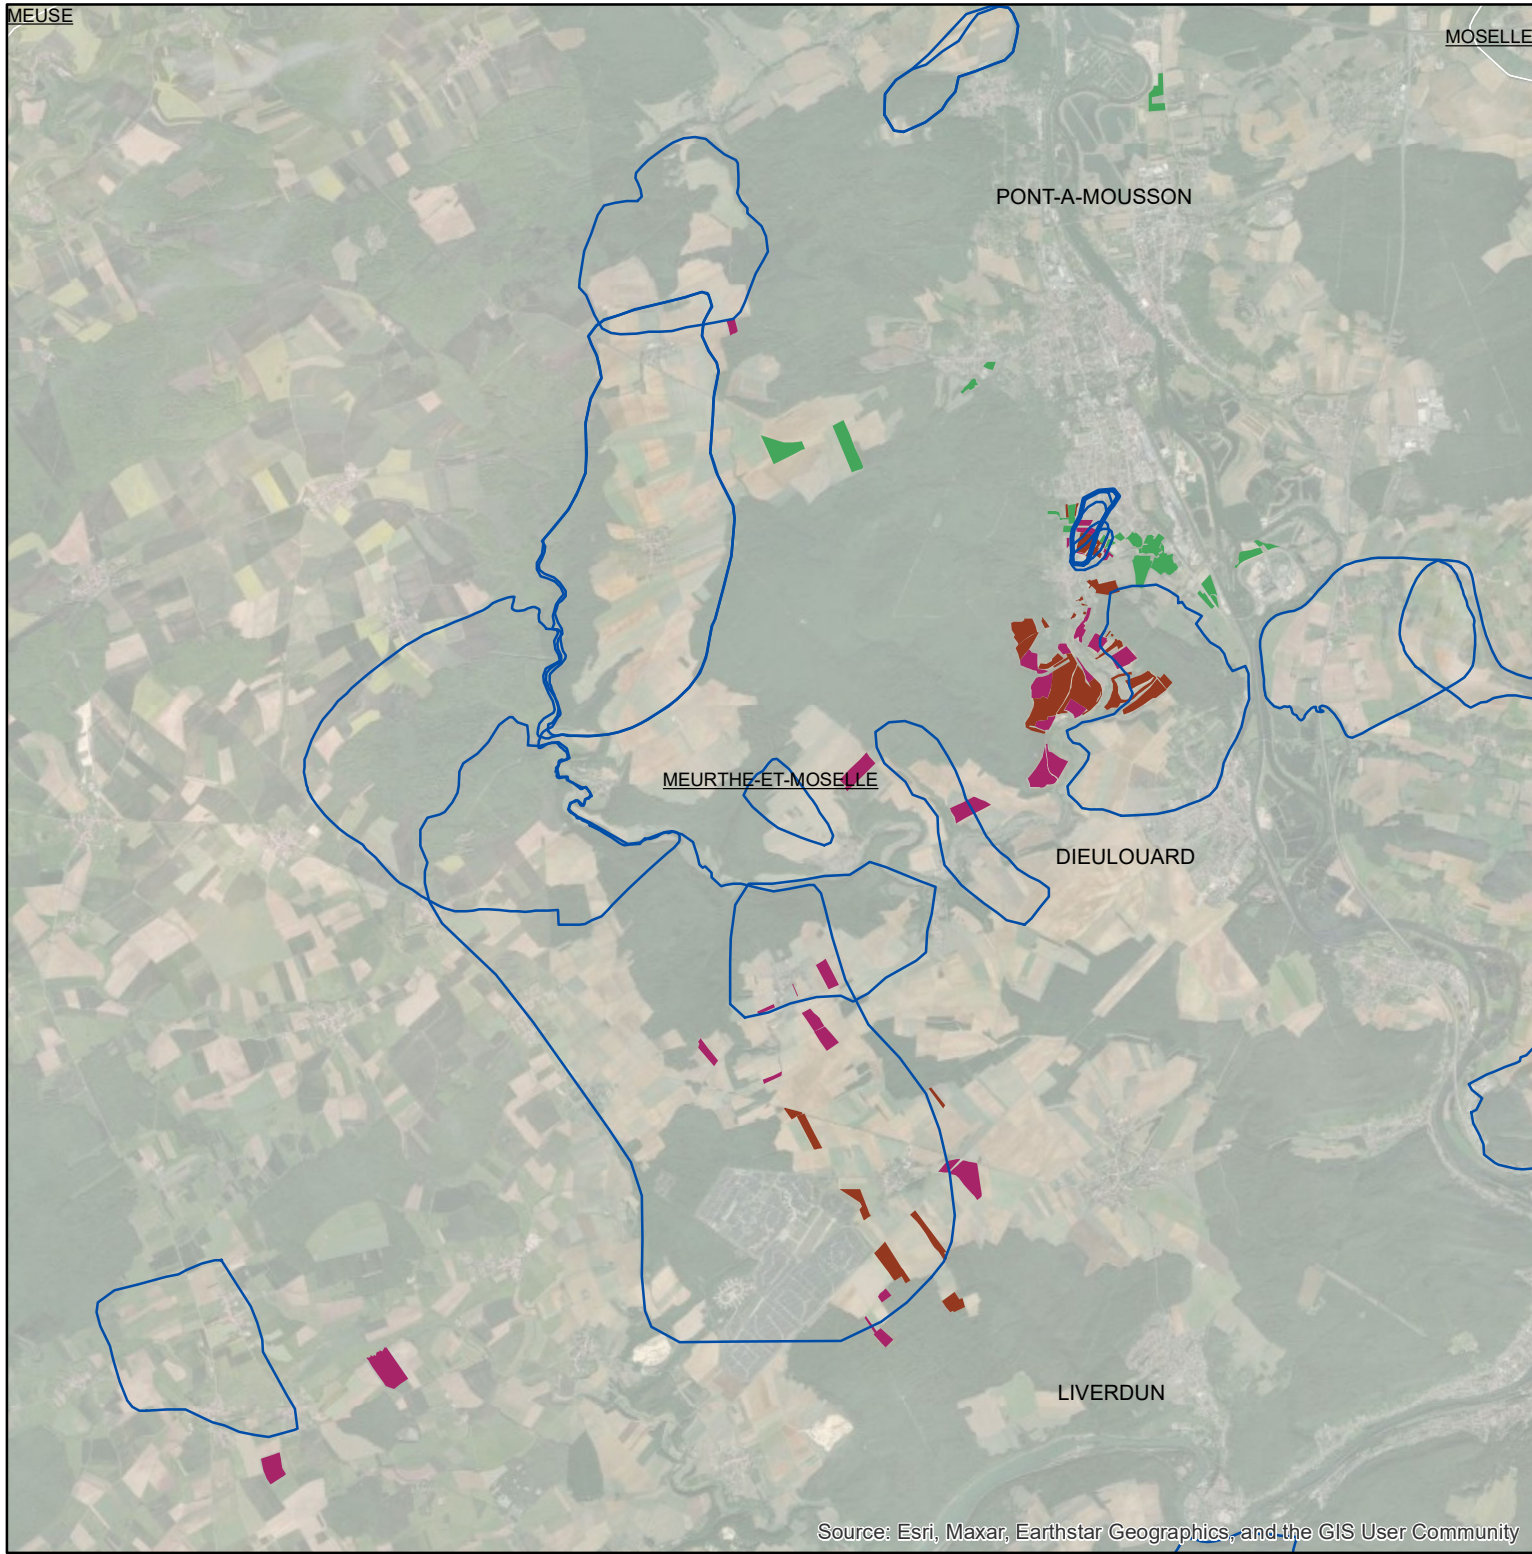 MEUSE
MOSELLE
PONT-A-MOUSSON
MEURTHE-ET-MOSELLE
DIEULOUARD
LIVERDUN
Source: Esri, Maxar, Earthstar Geographics, and the GIS User Community